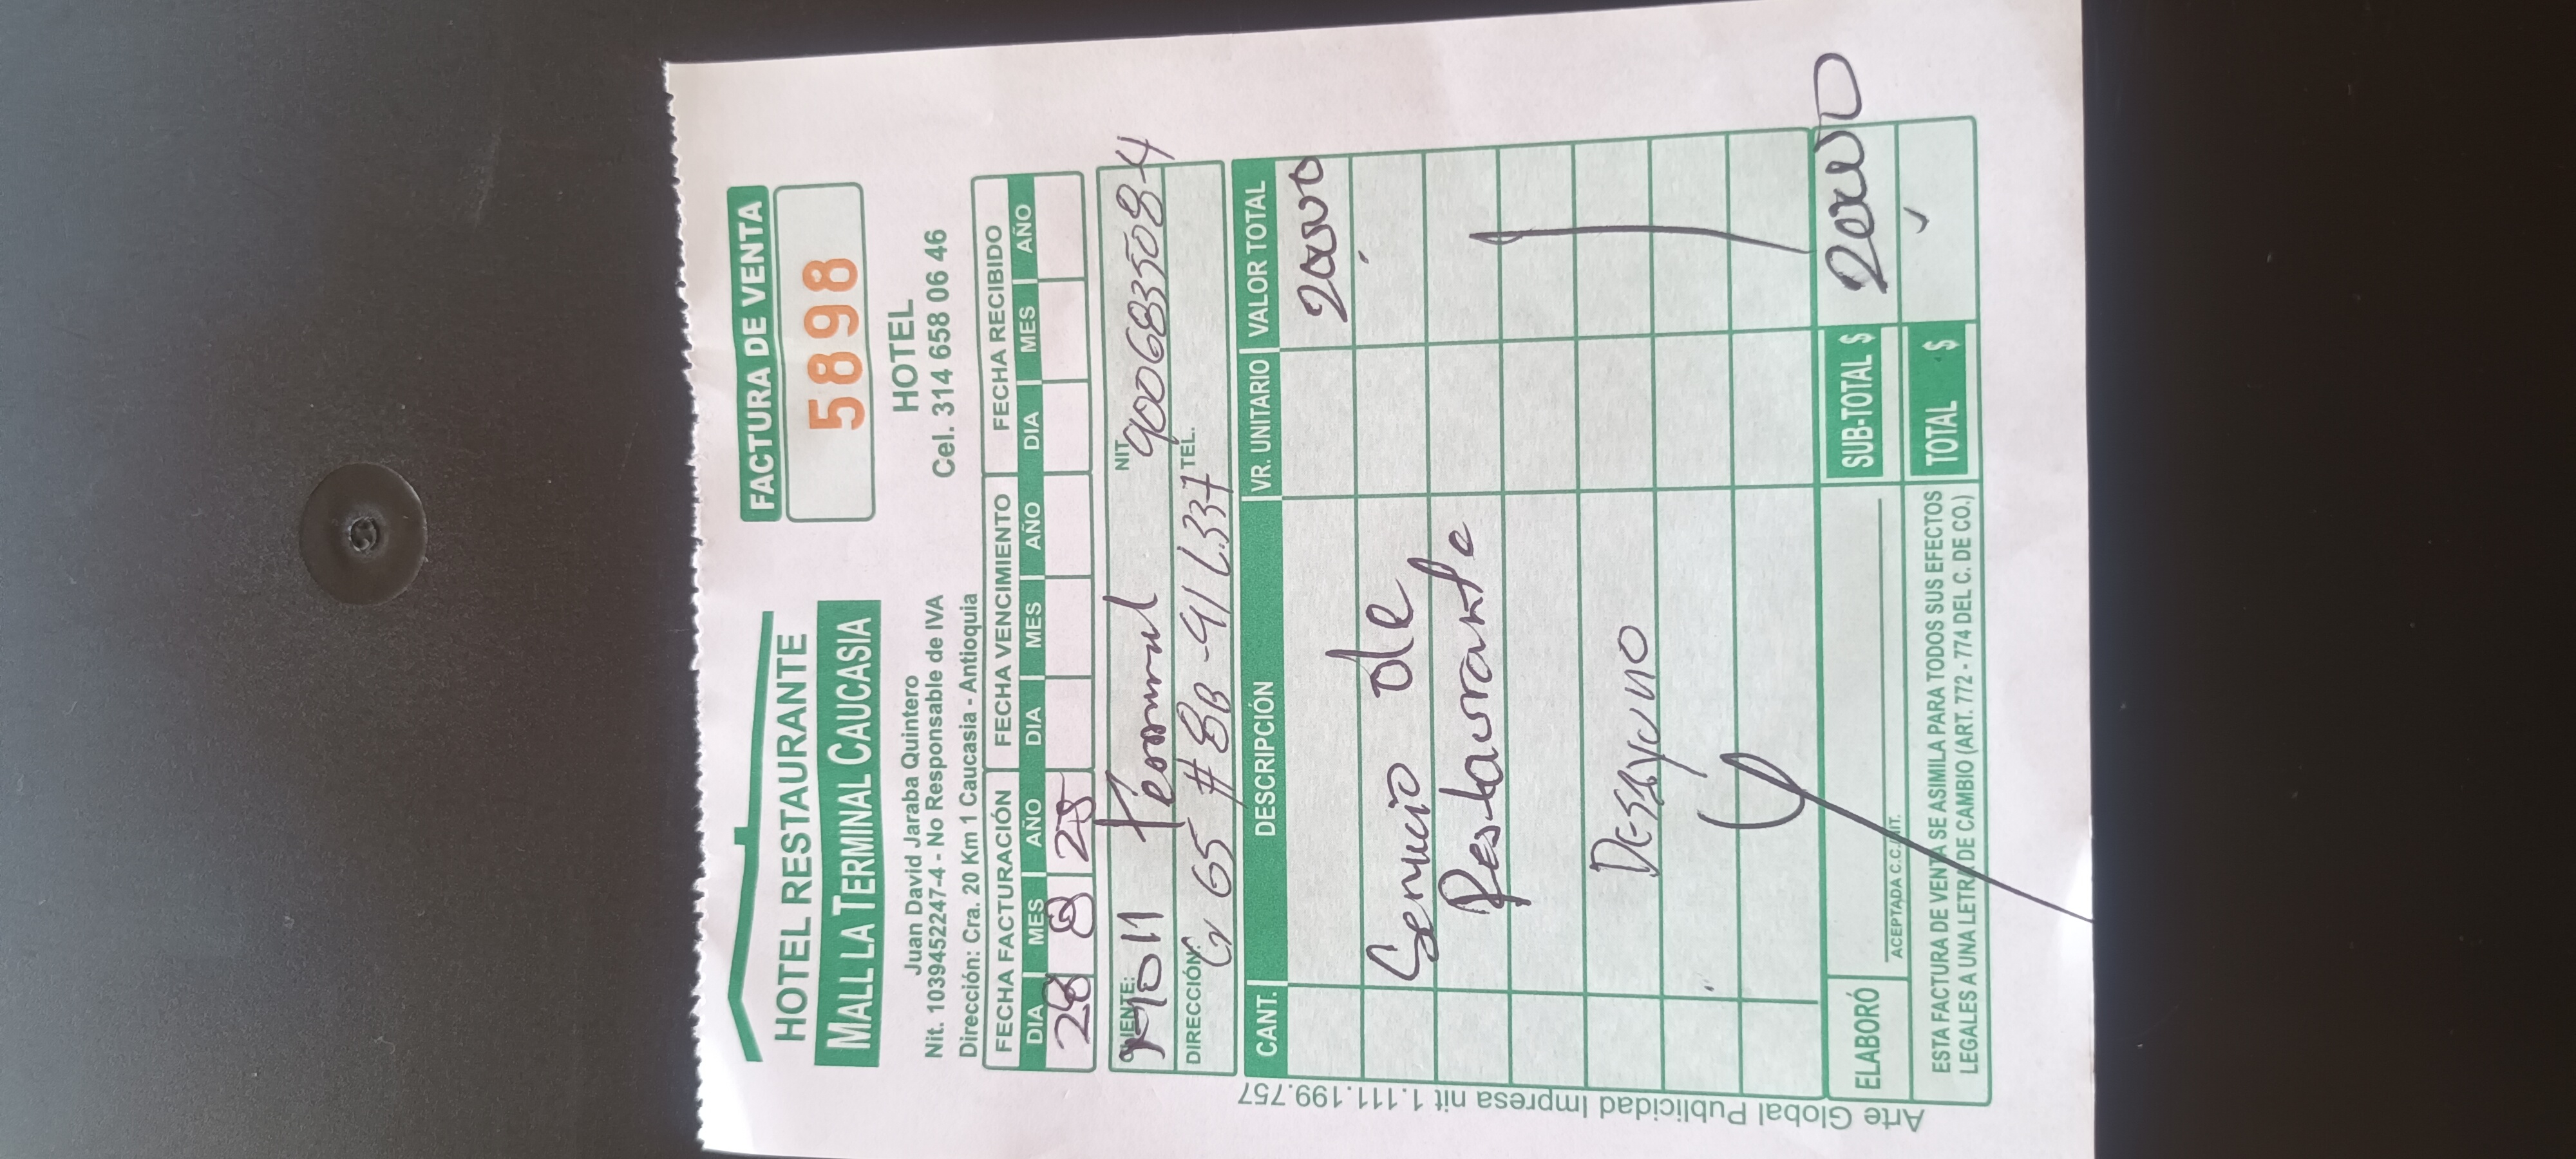 HOTEL RESTAURANTE
MALL LA TERMINAL CAUCASIA
FACTURA DE VENTA
5898
Juan David Jaraba Quintero
Nit. 1039452247-4 - No Responsable de IVA
Dirección: Cra. 20 Km 1 Caucasia - Antioquia
HOTEL
Cel. 314 658 06 46
FECHA FACTURACIÓN FECHA VENCIMIENTO FECHA RECIBIDO
DIA MES AÑO DIA MES AÑO DIA MES AÑO
28 8 25
CLIENTE: NIT 900683508-4
DIRECCIÓN: 65 # 8B-91 L.337 TEL.
CANT. DESCRIPCIÓN VR. UNITARIO VALOR TOTAL
Servicio de
Restaurante
Desayuno
SUB-TOTAL $
TOTAL $
ELABORÓ
ACEPTADA C.C./NIT.
ESTA FACTURA DE VENTA SE ASIMILA PARA TODOS SUS EFECTOS
LEGALES A UNA LETRA DE CAMBIO (ART. 772 - 774 DEL C. DE CO.)
Arte Global Publicidad Impresa nit 1.111.199.757